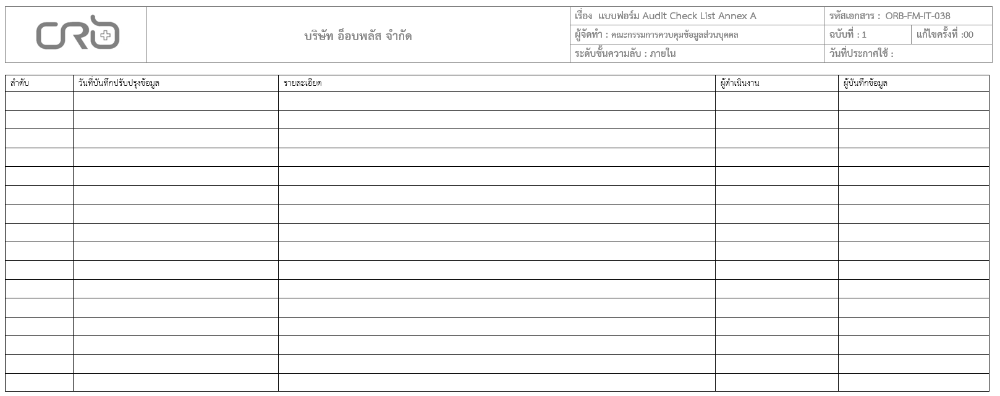 orb
บริษัท อ็อบพลัส จำกัด
เรื่อง แบบฟอร์ม Audit Check List Annex A
รหัสเอกสาร : ORB-FM-IT-038
ผู้จัดทำ : คณะกรรมการควบคุมข้อมูลส่วนบุคคล
ฉบับที่ : 1
แก้ไขครั้งที่ :00
ระดับชั้นความลับ : ภายใน
วันที่ประกาศใช้ :
ลำดับ
วันที่บันทึกปรับปรุงข้อมูล
รายละเอียด
ผู้ดำเนินงาน
ผู้บันทึกข้อมูล